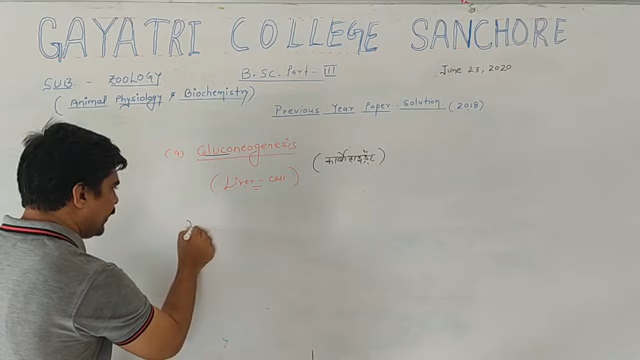 GAYATRI COLLEGE SANCHORE
SUB. - ZOOLOGY B.Sc. Part - III June 23, 2020
(Animal Physiology & Biochemistry)
Previous Year Paper - Solution (2018)
(9) Gluconeogenesis (कार्बोहाइड्रेट)
(Liver - Cell)